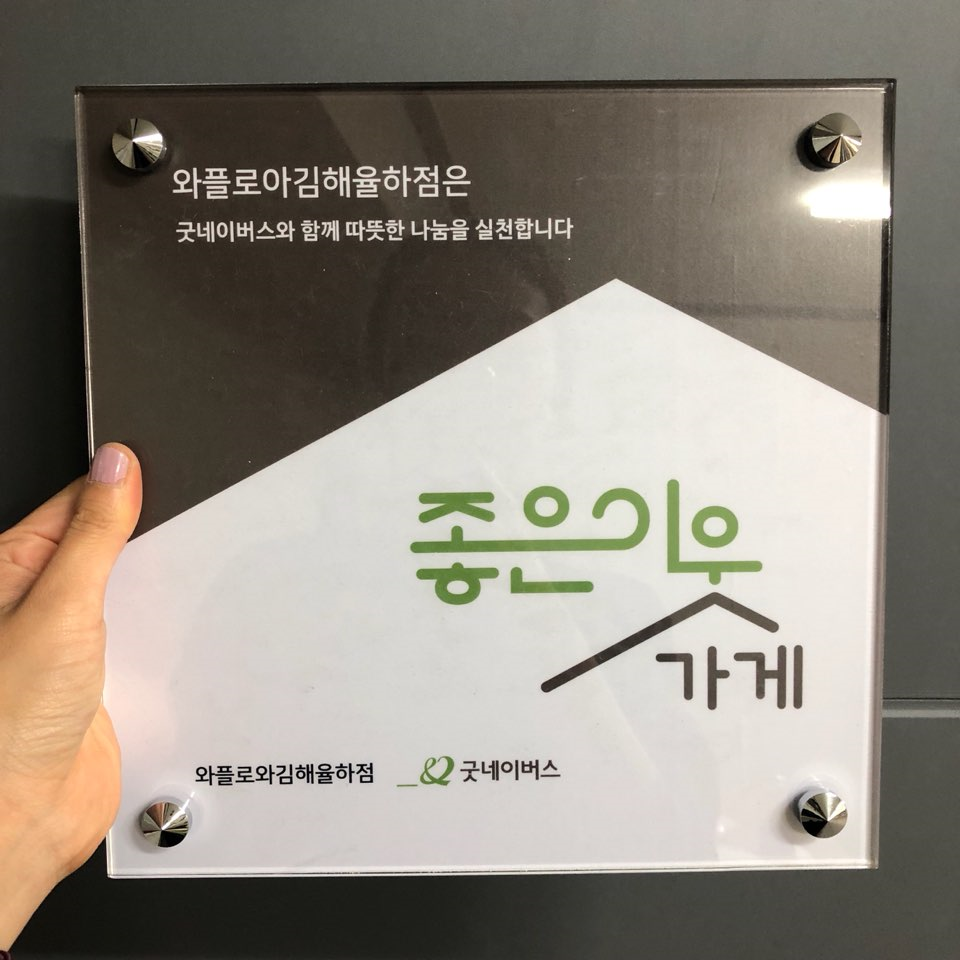 와플로아김해율하점은
굿네이버스와 함께 따뜻한 나눔을 실천합니다
좋은이웃
가게
와플로와김해율하점 굿네이버스